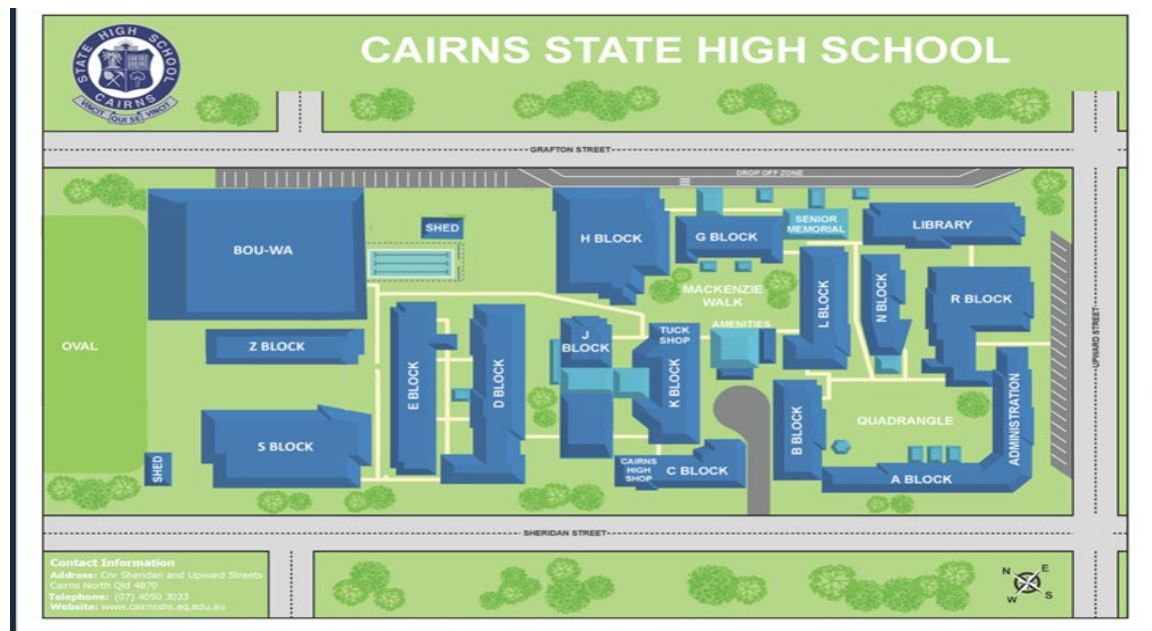 STATE HIGH SCHOOL
CAIRNS
VINCIT QUI SE VINCIT
CAIRNS STATE HIGH SCHOOL
GRAFTON STREET
DROP OFF ZONE
BOU-WA
SHED
H BLOCK
G BLOCK
SENIOR
MEMORIAL
LIBRARY
MACKENZIE
WALK
L BLOCK
N BLOCK
R BLOCK
UPWARD STREET
OVAL
Z BLOCK
E BLOCK
D BLOCK
J
BLOCK
TUCK
SHOP
K BLOCK
AMENITIES
S BLOCK
SHED
B BLOCK
QUADRANGLE
ADMINISTRATION
CAIRNS
HIGH
SHOP
C BLOCK
A BLOCK
SHERIDAN STREET
Contact Information
Address: Cnr Sheridan and Upward Streets
Cairns North Qld 4870
Telephone: (07) 4050 3033
Website: www.cairnsshs.eq.edu.au
N E
W S